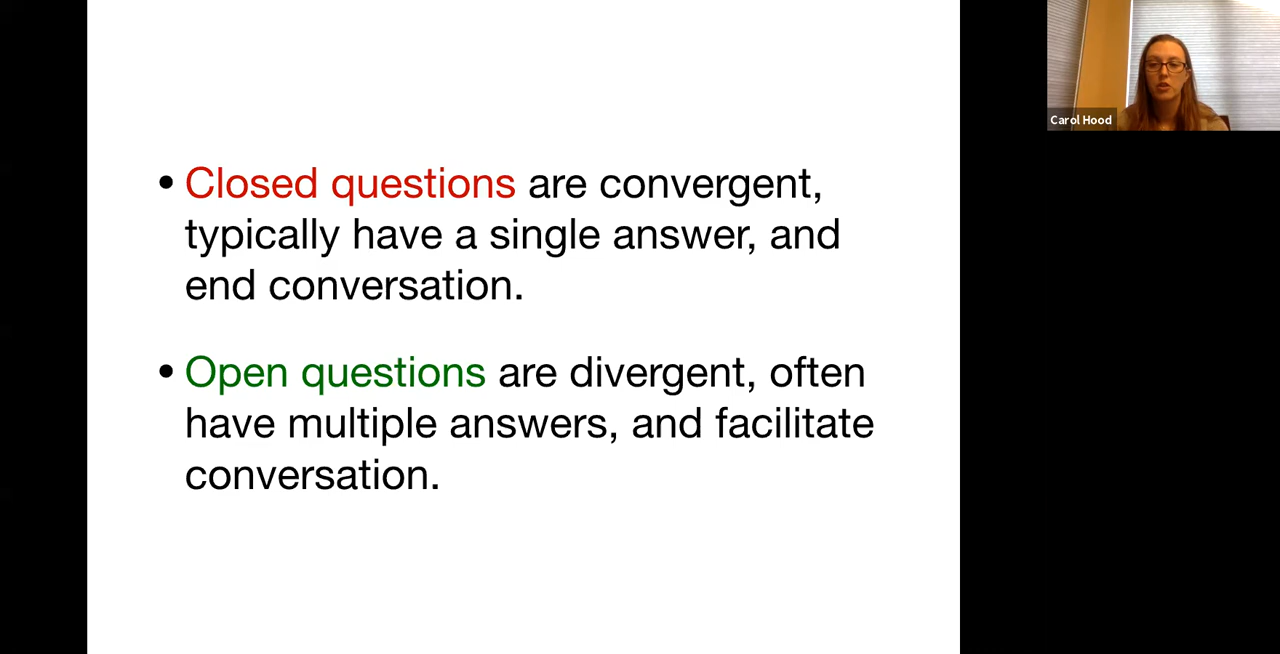 • Closed questions are convergent,
typically have a single answer, and
end conversation.
• Open questions are divergent, often
have multiple answers, and facilitate
conversation.
Carol Hood